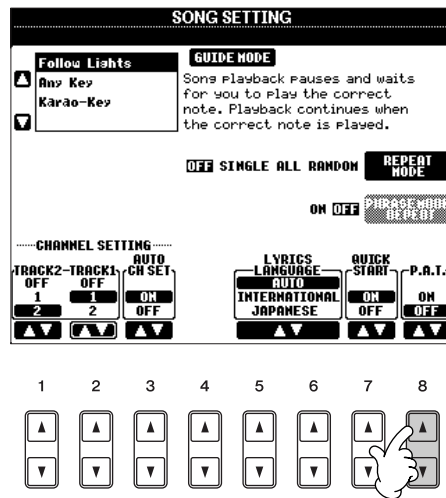 SONG SETTING
Follow Lights
Any Key
Karao-Key
GUIDE MODE
Song playback pauses and waits
for you to play the correct
note. Playback continues when
the correct note is played.
OFF SINGLE ALL RANDOM
REPEAT
MODE
ON OFF
PHRASE MARK
REPEAT
CHANNEL SETTING
TRACK2-TRACK1
AUTO
CH SET
LYRICS
LANGUAGE
QUICK
START
P.A.T.
OFF OFF
1 1 ON
2 2 OFF
AUTO
INTERNATIONAL ON ON
JAPANESE OFF OFF
1 2 3 4 5 6 7 8